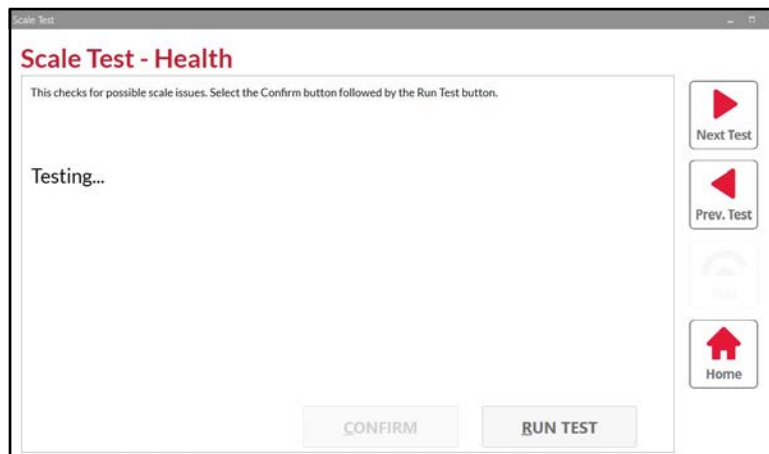 Scale Test
Scale Test - Health
This checks for possible scale issues. Select the Confirm button followed by the Run Test button.
Testing...
Next Test
Prev. Test
Home
CONFIRM
RUN TEST